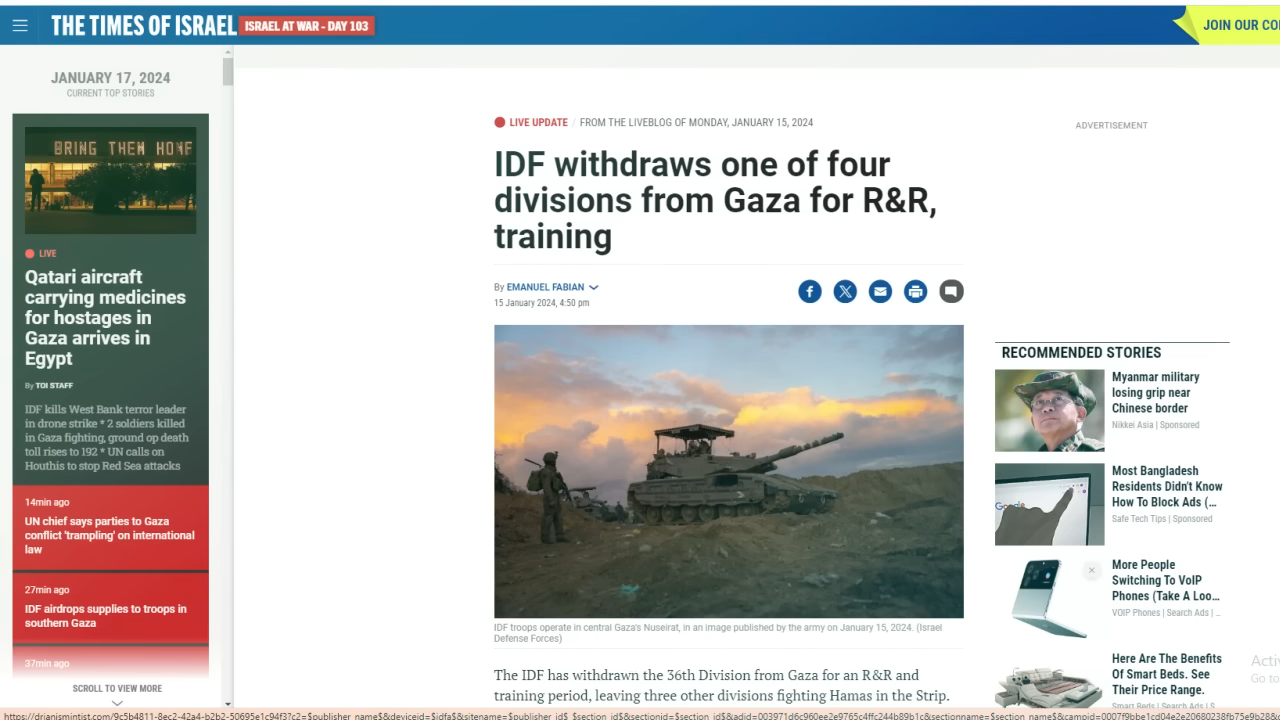 THE TIMES OF ISRAEL
ISRAEL AT WAR - DAY 103
JOIN OUR CO
JANUARY 17, 2024
CURRENT TOP STORIES
BRING THEM HOME
LIVE
Qatari aircraft
carrying medicines
for hostages in
Gaza arrives in
Egypt
By TOI STAFF
IDF kills West Bank terror leader
in drone strike * 2 soldiers killed
in Gaza fighting, ground op death
toll rises to 192 * UN calls on
Houthis to stop Red Sea attacks
14min ago
UN chief says parties to Gaza
conflict 'trampling' on international
law
27min ago
IDF airdrops supplies to troops in
southern Gaza
37min ago
SCROLL TO VIEW MORE
LIVE UPDATE / FROM THE LIVEBLOG OF MONDAY, JANUARY 15, 2024
IDF withdraws one of four
divisions from Gaza for R&R,
training
By EMANUEL FABIAN
15 January 2024, 4:50 pm
IDF troops operate in central Gaza's Nuseirat, in an image published by the army on January 15, 2024. (Israel
Defense Forces)
The IDF has withdrawn the 36th Division from Gaza for an R&R and
training period, leaving three other divisions fighting Hamas in the Strip.
ADVERTISEMENT
RECOMMENDED STORIES
Myanmar military
losing grip near
Chinese border
Nikkei Asia | Sponsored
Most Bangladesh
Residents Didn't Know
How To Block Ads (...
Safe Tech Tips | Sponsored
Google
More People
Switching To VoIP
Phones (Take A Loo...
VOIP Phones | Search Ads | ...
Here Are The Benefits
Of Smart Beds. See
Their Price Range.
Smart Beds | Search Ads | S
Activ
Go to